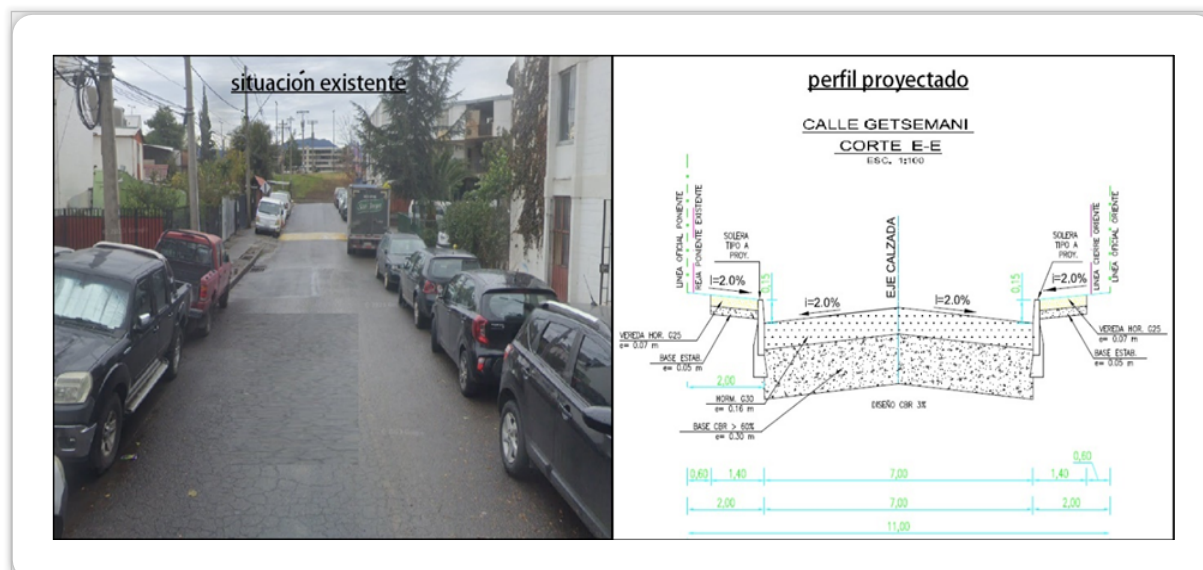 situación existente
perfil proyectado
CALLE GETSEMANI
CORTE E-E
ESC. 1:100
LINEA OFICIAL PONIENTE
REJA PONIENTE EXISTENTE
SOLERA
TIPO A
PROY.
EJE CALZADA
SOLERA
TIPO A
PROY.
LINEA CIERRE ORIENTE
LINEA OFICIAL ORIENTE
i=2.0%
0,15
i=2.0%
i=2.0%
0,15
i=2.0%
VEREDA HOR. G25
e= 0.07 m
BASE ESTAB.
e= 0.05 m
VEREDA HOR. G25
e= 0.07 m
BASE ESTAB.
e= 0.05 m
2,00
HORM. G30
e= 0.16 m
BASE CBR > 60%
e= 0.30 m
DISEÑO CBR 3%
0,60 1,40 7,00 1,40 0,60
2,00 7,00 2,00
11,00